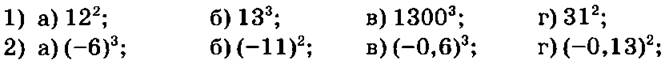 1) а) 12²; б) 13³; в) 1300³; г) 31²;
2) а) (−6)³; б) (−11)²; в) (−0,6)³; г) (−0,13)²;